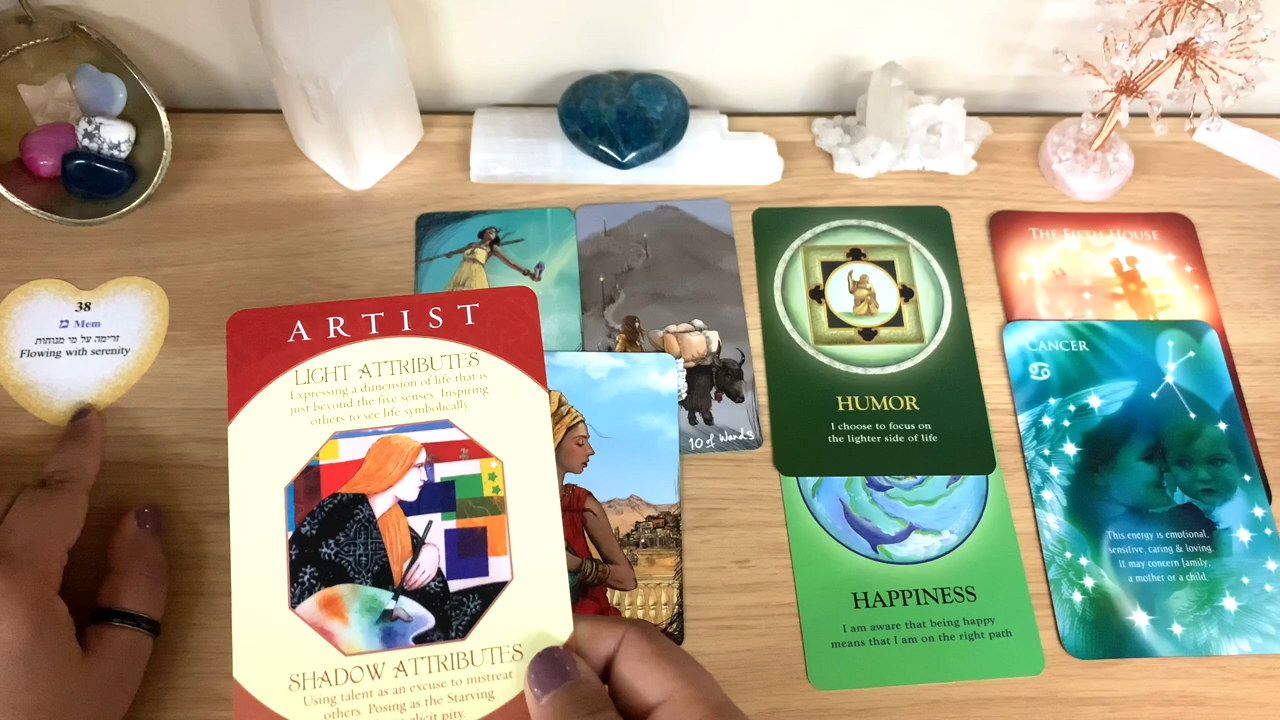 38
מ Mem
זרימה על מי מנוחות
Flowing with serenity
ARTIST
LIGHT ATTRIBUTES
Expressing a dimension of life that is
just beyond the five senses. Inspiring
others to see life symbolically.
SHADOW ATTRIBUTES
Using talent as an excuse to mistreat
others. Posing as the Starving
elicit pity.
10 of Wands
HUMOR
I choose to focus on
the lighter side of life
HAPPINESS
I am aware that being happy
means that I am on the right path
THE FIFTH HOUSE
CANCER
♋
This energy is emotional,
sensitive, caring & loving.
It may concern family,
a mother or a child.